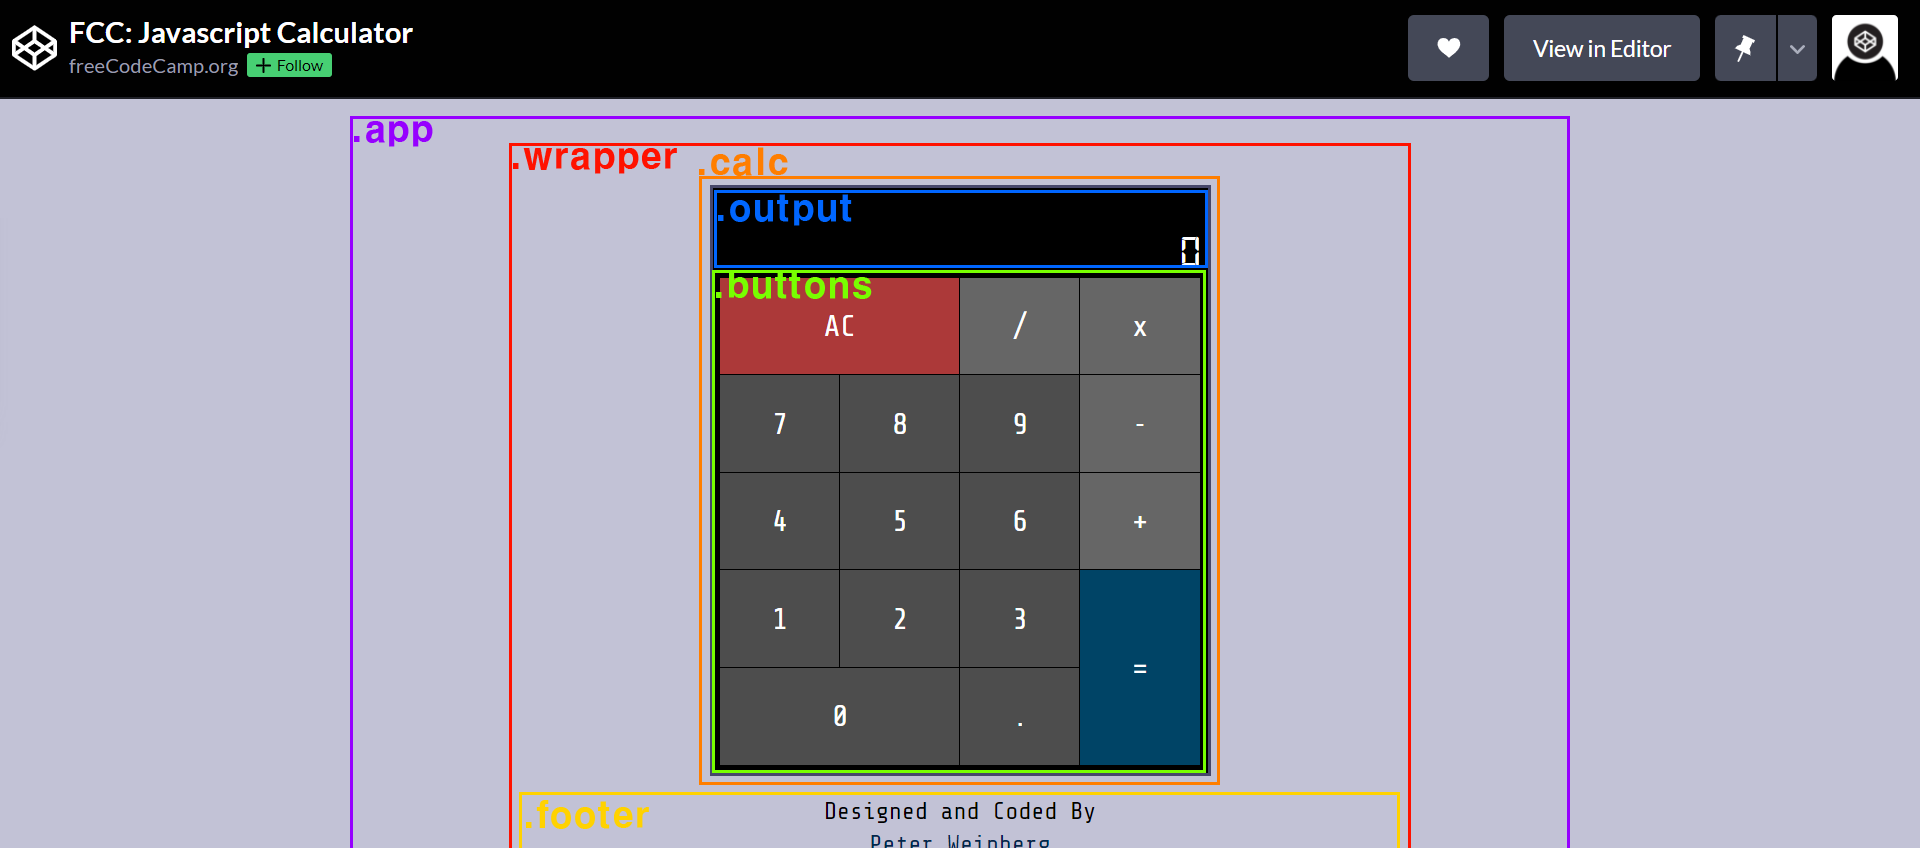 FCC: Javascript Calculator
freeCodeCamp.org + Follow
View in Editor
.app
.wrapper .calc
.output
0
.buttons
AC / x
7 8 9 -
4 5 6 +
1 2 3
=
0 .
.footer
Designed and Coded By
Peter Weinberg